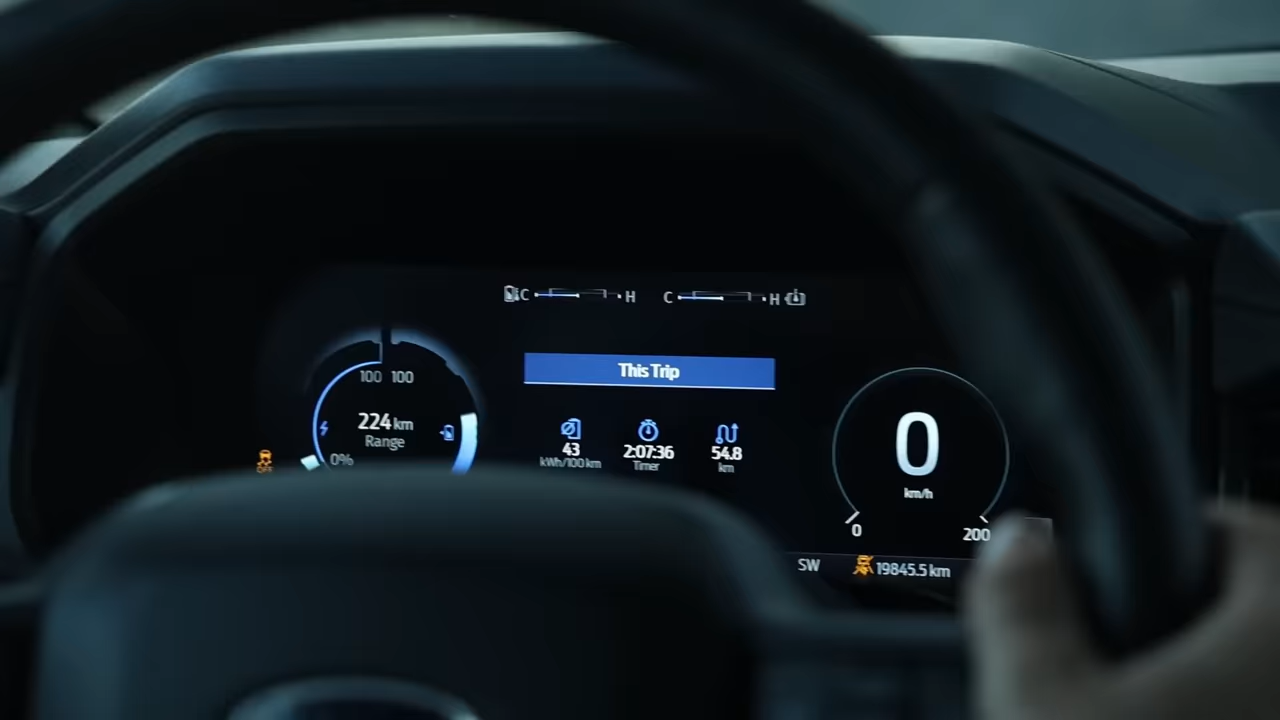 C H C H
This Trip
100 100
224 km
Range
0%
OFF
43 2:07:36 54.8
kWh/100 km Timer km
0
km/h
0 200
SW 19845.5 km